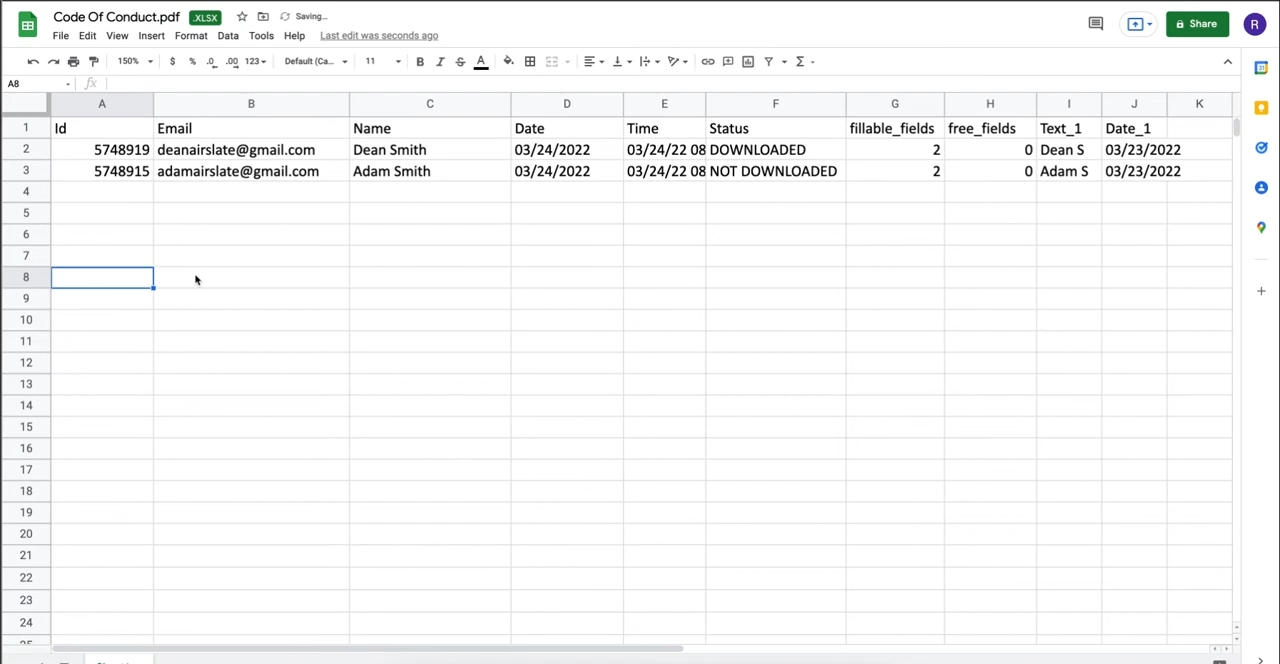 Code Of Conduct.pdf .XLSX Saving...
File Edit View Insert Format Data Tools Help Last edit was seconds ago
Share R
150% $ % .0 .00 123 Default (Ca... 11 B I S A
A8 fx
A B C D E F G H I J K
1 Id Email Name Date Time Status fillable_fields free_fields Text_1 Date_1
2 5748919 deanairslate@gmail.com Dean Smith 03/24/2022 03/24/22 08 DOWNLOADED 2 0 Dean S 03/23/2022
3 5748915 adamairslate@gmail.com Adam Smith 03/24/2022 03/24/22 08 NOT DOWNLOADED 2 0 Adam S 03/23/2022
4
5
6
7
8
9
10
11
12
13
14
15
16
17
18
19
20
21
22
23
24